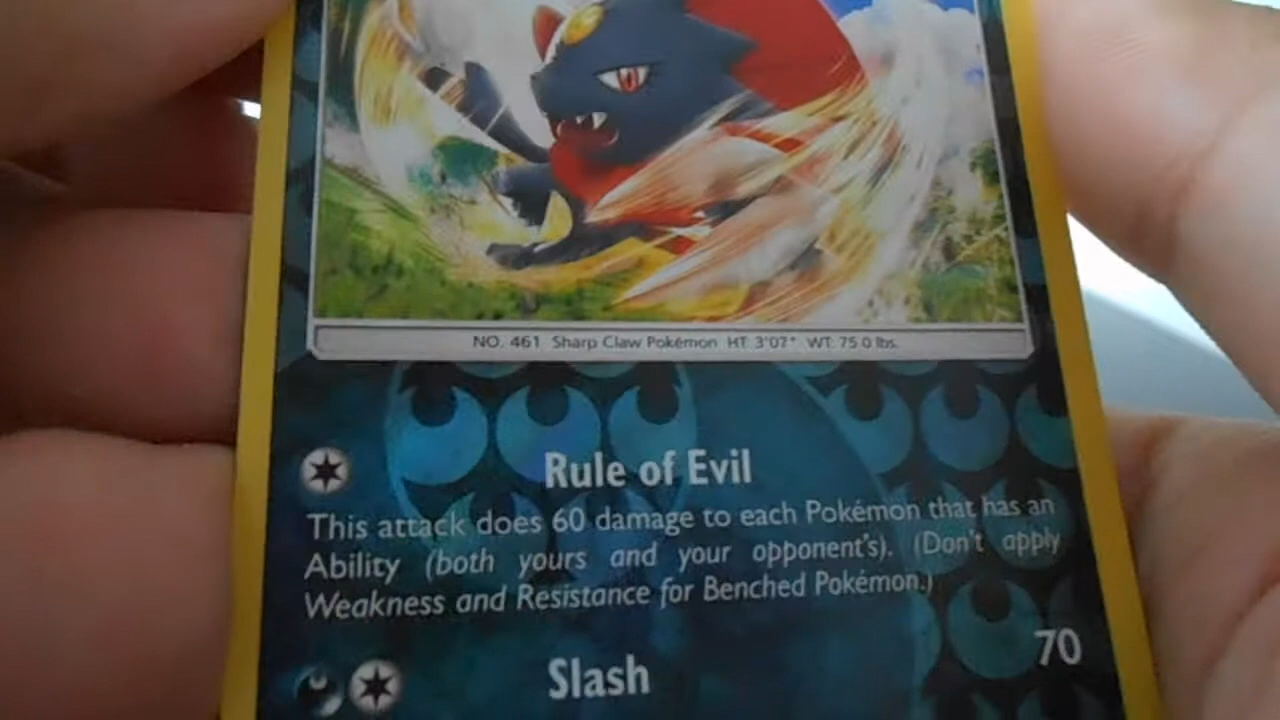 NO. 461 Sharp Claw Pokémon HT 3'07" WT. 75.0 lbs.
Rule of Evil
This attack does 60 damage to each Pokémon that has an
Ability (both yours and your opponent's). (Don't apply
Weakness and Resistance for Benched Pokémon.)
Slash 70